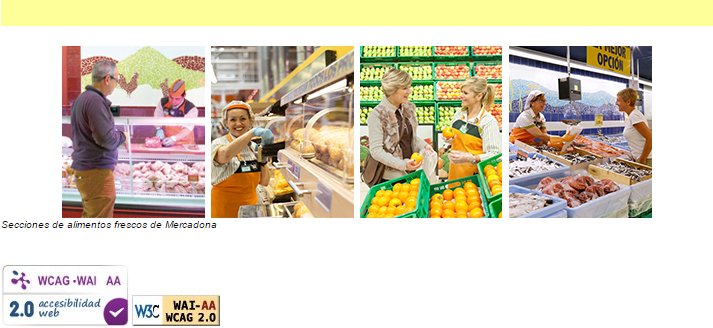 EL MEJOR
OPCIÓN
Secciones de alimentos frescos de Mercadona
WCAG-WAI AA
2.0 accesibilidad
web
W3C WAI-AA
WCAG 2.0